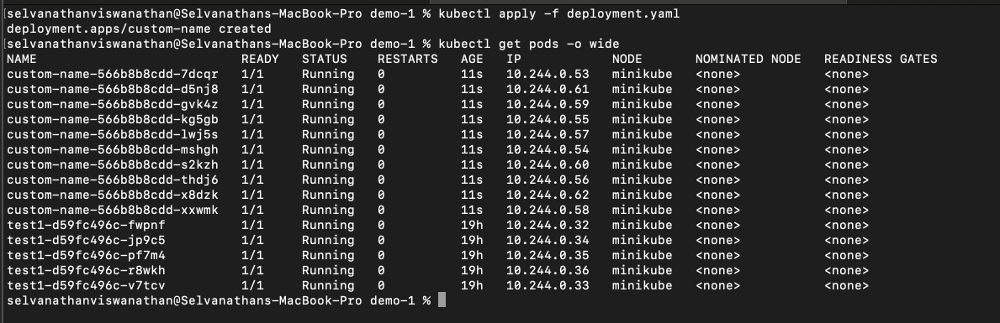 [selvanathanviswanathan@Selvanathans-MacBook-Pro demo-1 % kubectl apply -f deployment.yaml
deployment.apps/custom-name created
[selvanathanviswanathan@Selvanathans-MacBook-Pro demo-1 % kubectl get pods -o wide
NAME READY STATUS RESTARTS AGE IP NODE NOMINATED NODE READINESS GATES
custom-name-566b8b8cdd-7dcqr 1/1 Running 0 11s 10.244.0.53 minikube <none> <none>
custom-name-566b8b8cdd-d5nj8 1/1 Running 0 11s 10.244.0.61 minikube <none> <none>
custom-name-566b8b8cdd-gvk4z 1/1 Running 0 11s 10.244.0.59 minikube <none> <none>
custom-name-566b8b8cdd-kg5gb 1/1 Running 0 11s 10.244.0.55 minikube <none> <none>
custom-name-566b8b8cdd-lwj5s 1/1 Running 0 11s 10.244.0.57 minikube <none> <none>
custom-name-566b8b8cdd-mshgh 1/1 Running 0 11s 10.244.0.54 minikube <none> <none>
custom-name-566b8b8cdd-s2kzh 1/1 Running 0 11s 10.244.0.60 minikube <none> <none>
custom-name-566b8b8cdd-thdj6 1/1 Running 0 11s 10.244.0.56 minikube <none> <none>
custom-name-566b8b8cdd-x8dzk 1/1 Running 0 11s 10.244.0.62 minikube <none> <none>
custom-name-566b8b8cdd-xxwmk 1/1 Running 0 11s 10.244.0.58 minikube <none> <none>
test1-d59fc496c-fwpnf 1/1 Running 0 19h 10.244.0.32 minikube <none> <none>
test1-d59fc496c-jp9c5 1/1 Running 0 19h 10.244.0.34 minikube <none> <none>
test1-d59fc496c-pf7m4 1/1 Running 0 19h 10.244.0.35 minikube <none> <none>
test1-d59fc496c-r8wkh 1/1 Running 0 19h 10.244.0.36 minikube <none> <none>
test1-d59fc496c-v7tcv 1/1 Running 0 19h 10.244.0.33 minikube <none> <none>
selvanathanviswanathan@Selvanathans-MacBook-Pro demo-1 %